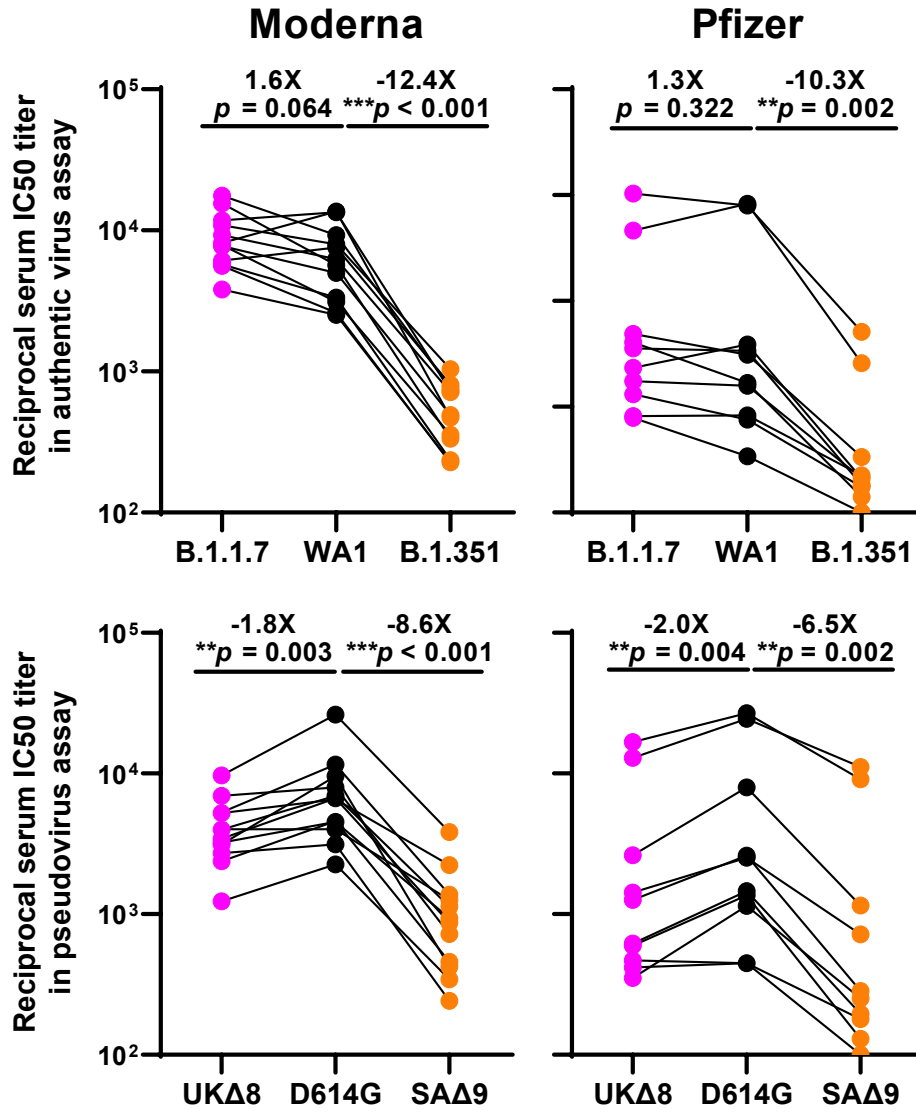 Moderna
Pfizer
Reciprocal serum IC50 titer
in authentic virus assay
10^5
10^4
10^3
10^2
1.6X
p = 0.064
-12.4X
***p < 0.001
B.1.1.7
WA1
B.1.351
1.3X
p = 0.322
-10.3X
**p = 0.002
B.1.1.7
WA1
B.1.351
Reciprocal serum IC50 titer
in pseudovirus assay
10^5
10^4
10^3
10^2
-1.8X
**p = 0.003
-8.6X
***p < 0.001
UKΔ8
D614G
SAΔ9
-2.0X
**p = 0.004
-6.5X
**p = 0.002
UKΔ8
D614G
SAΔ9